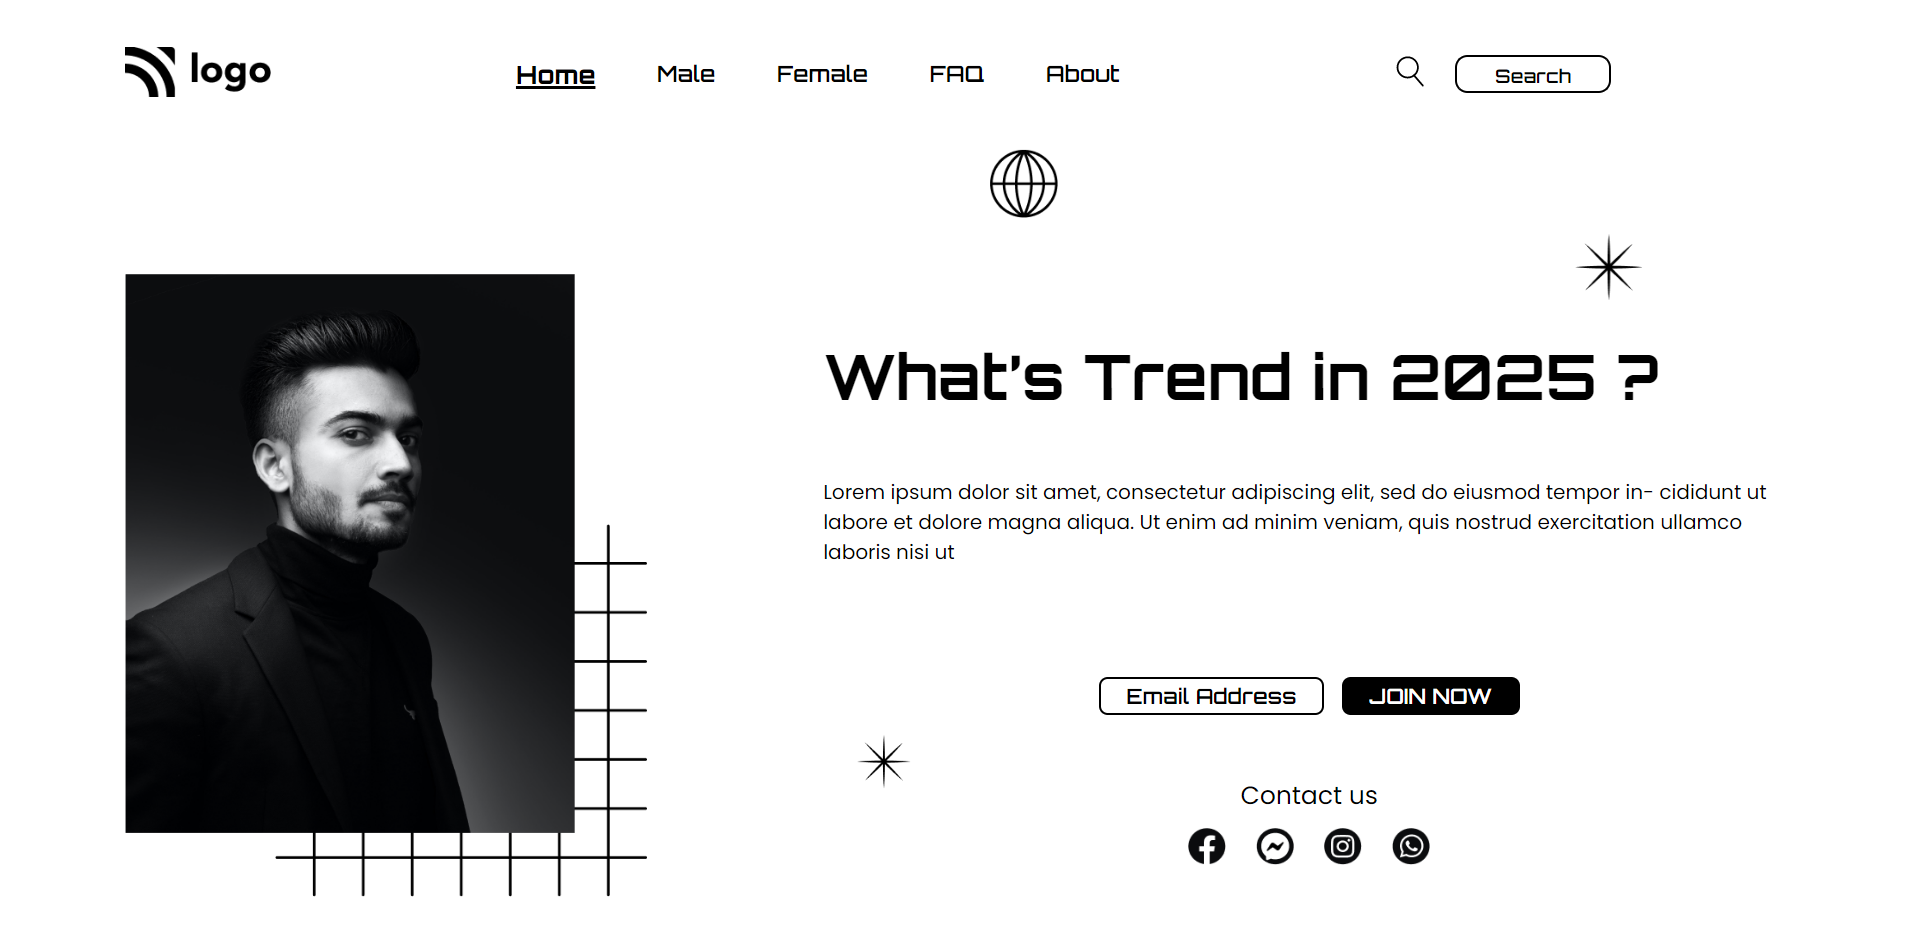 logo
Home Male Female FAQ About
Search
What's Trend in 2025 ?
Lorem ipsum dolor sit amet, consectetur adipiscing elit, sed do eiusmod tempor in- cididunt ut
labore et dolore magna aliqua. Ut enim ad minim veniam, quis nostrud exercitation ullamco
laboris nisi ut
Email Address
JOIN NOW
Contact us